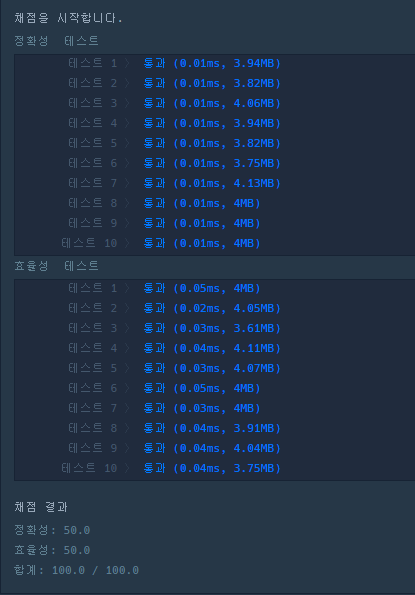 채점을 시작합니다.
정확성 테스트
테스트 1 > 통과 (0.01ms, 3.94MB)
테스트 2 > 통과 (0.01ms, 3.82MB)
테스트 3 > 통과 (0.01ms, 4.06MB)
테스트 4 > 통과 (0.01ms, 3.94MB)
테스트 5 > 통과 (0.01ms, 3.82MB)
테스트 6 > 통과 (0.01ms, 3.75MB)
테스트 7 > 통과 (0.01ms, 4.13MB)
테스트 8 > 통과 (0.01ms, 4MB)
테스트 9 > 통과 (0.01ms, 4MB)
테스트 10 > 통과 (0.01ms, 4MB)
효율성 테스트
테스트 1 > 통과 (0.05ms, 4MB)
테스트 2 > 통과 (0.02ms, 4.05MB)
테스트 3 > 통과 (0.03ms, 3.61MB)
테스트 4 > 통과 (0.04ms, 4.11MB)
테스트 5 > 통과 (0.03ms, 4.07MB)
테스트 6 > 통과 (0.05ms, 4MB)
테스트 7 > 통과 (0.03ms, 4MB)
테스트 8 > 통과 (0.04ms, 3.91MB)
테스트 9 > 통과 (0.04ms, 4.04MB)
테스트 10 > 통과 (0.04ms, 3.75MB)
채점 결과
정확성: 50.0
효율성: 50.0
합계: 100.0 / 100.0